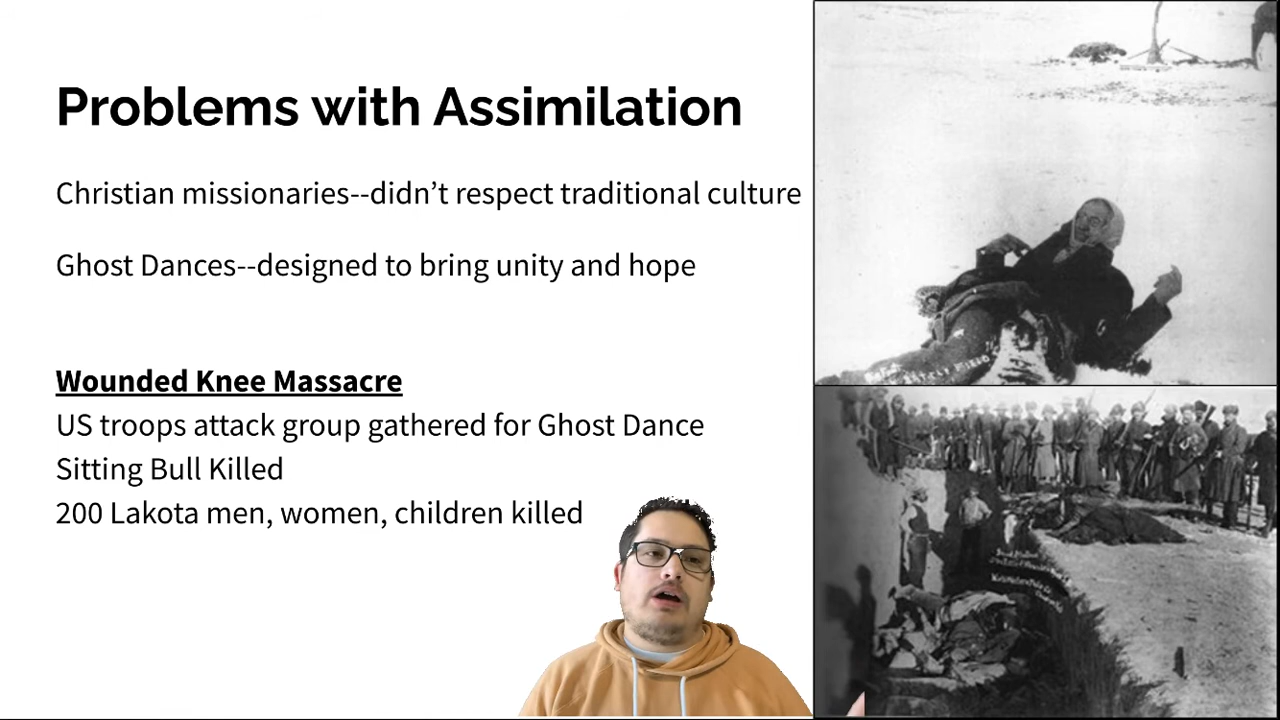 Problems with Assimilation
Christian missionaries--didn’t respect traditional culture
Ghost Dances--designed to bring unity and hope
Wounded Knee Massacre
US troops attack group gathered for Ghost Dance
Sitting Bull Killed
200 Lakota men, women, children killed